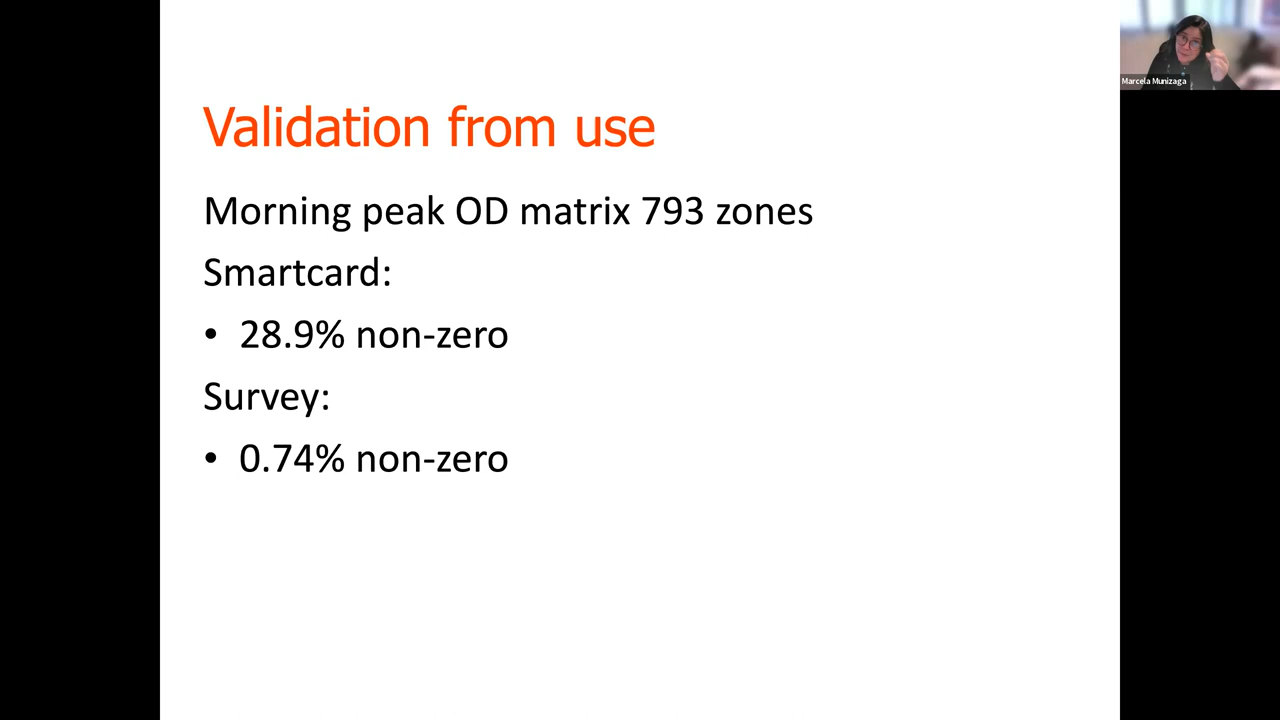 Validation from use
Morning peak OD matrix 793 zones
Smartcard:
• 28.9% non-zero
Survey:
• 0.74% non-zero
Marcela Munizaga